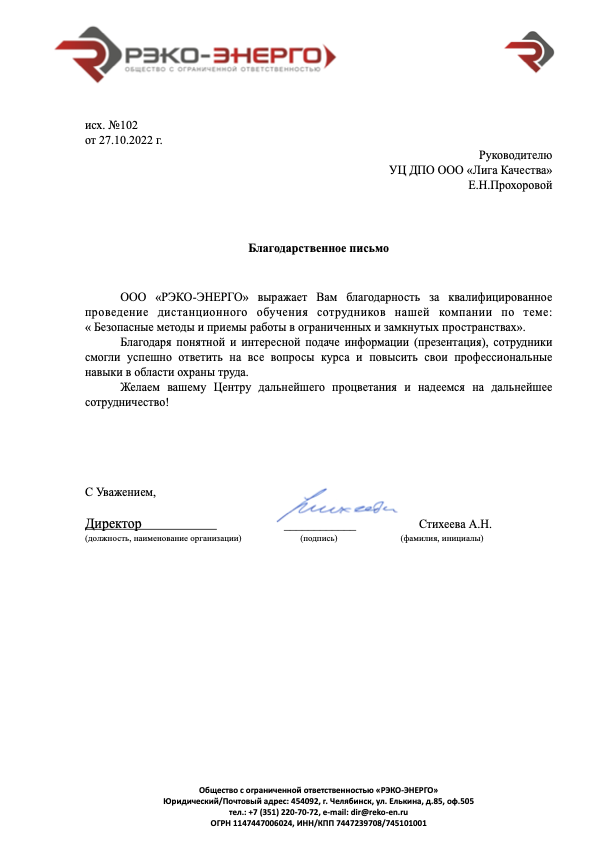 РЭКО-ЭНЕРГО
ОБЩЕСТВО С ОГРАНИЧЕННОЙ ОТВЕТСТВЕННОСТЬЮ
исх. №102
от 27.10.2022 г.
Руководителю
УЦ ДПО ООО «Лига Качества»
Е.Н.Прохоровой
Благодарственное письмо
ООО «РЭКО-ЭНЕРГО» выражает Вам благодарность за квалифицированное
проведение дистанционного обучения сотрудников нашей компании по теме:
« Безопасные методы и приемы работы в ограниченных и замкнутых пространствах».
Благодаря понятной и интересной подаче информации (презентация), сотрудники
смогли успешно ответить на все вопросы курса и повысить свои профессиональные
навыки в области охраны труда.
Желаем вашему Центру дальнейшего процветания и надеемся на дальнейшее
сотрудничество!
С Уважением,
Директор Стихеева А.Н.
(должность, наименование организации) (подпись) (фамилия, инициалы)
Общество с ограниченной ответственностью «РЭКО-ЭНЕРГО»
Юридический/Почтовый адрес: 454092, г. Челябинск, ул. Елькина, д.85, оф.505
тел.: +7 (351) 220-70-72, e-mail: dir@reko-en.ru
ОГРН 1147447006024, ИНН/КПП 7447239708/745101001